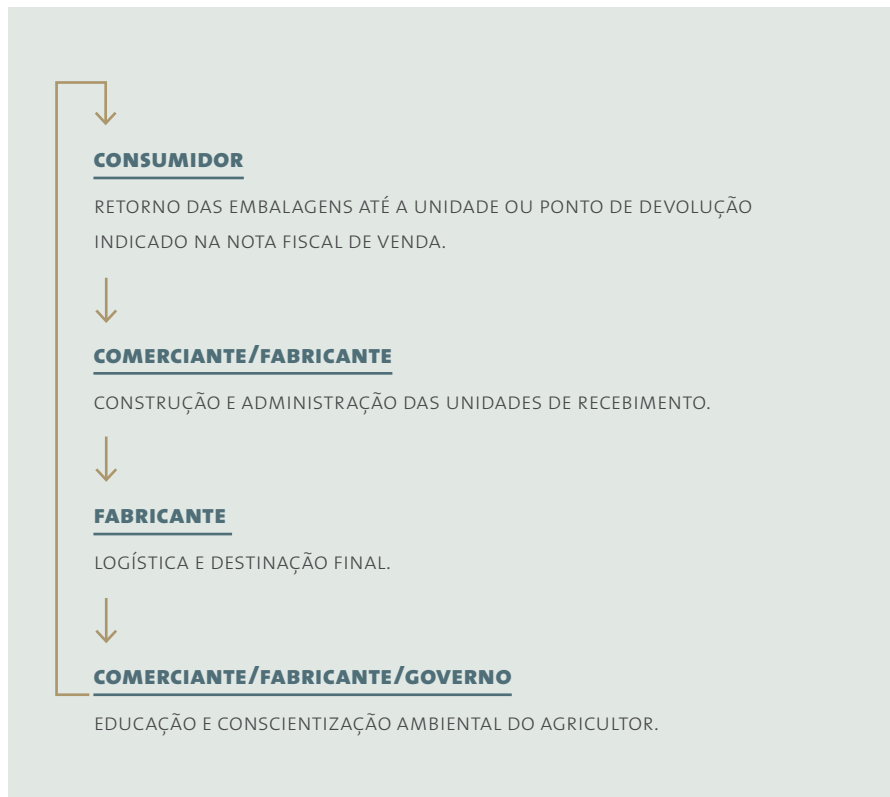 CONSUMIDOR
RETORNO DAS EMBALAGENS ATÉ A UNIDADE OU PONTO DE DEVOLUÇÃO
INDICADO NA NOTA FISCAL DE VENDA.
COMERCIANTE/FABRICANTE
CONSTRUÇÃO E ADMINISTRAÇÃO DAS UNIDADES DE RECEBIMENTO.
FABRICANTE
LOGÍSTICA E DESTINAÇÃO FINAL.
COMERCIANTE/FABRICANTE/GOVERNO
EDUCAÇÃO E CONSCIENTIZAÇÃO AMBIENTAL DO AGRICULTOR.